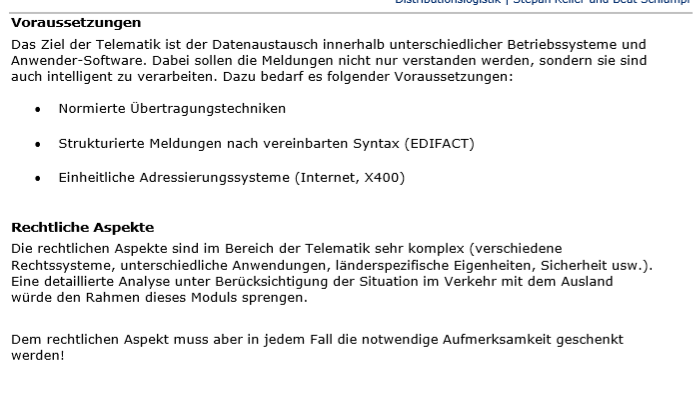 Distributionslogistik | Stepan Keller und Beat Schlumpf
Voraussetzungen
Das Ziel der Telematik ist der Datenaustausch innerhalb unterschiedlicher Betriebssysteme und
Anwender-Software. Dabei sollen die Meldungen nicht nur verstanden werden, sondern sie sind
auch intelligent zu verarbeiten. Dazu bedarf es folgender Voraussetzungen:
• Normierte Übertragungstechniken
• Strukturierte Meldungen nach vereinbarten Syntax (EDIFACT)
• Einheitliche Adressierungssysteme (Internet, X400)
Rechtliche Aspekte
Die rechtlichen Aspekte sind im Bereich der Telematik sehr komplex (verschiedene
Rechtssysteme, unterschiedliche Anwendungen, länderspezifische Eigenheiten, Sicherheit usw.).
Eine detaillierte Analyse unter Berücksichtigung der Situation im Verkehr mit dem Ausland
würde den Rahmen dieses Moduls sprengen.
Dem rechtlichen Aspekt muss aber in jedem Fall die notwendige Aufmerksamkeit geschenkt
werden!